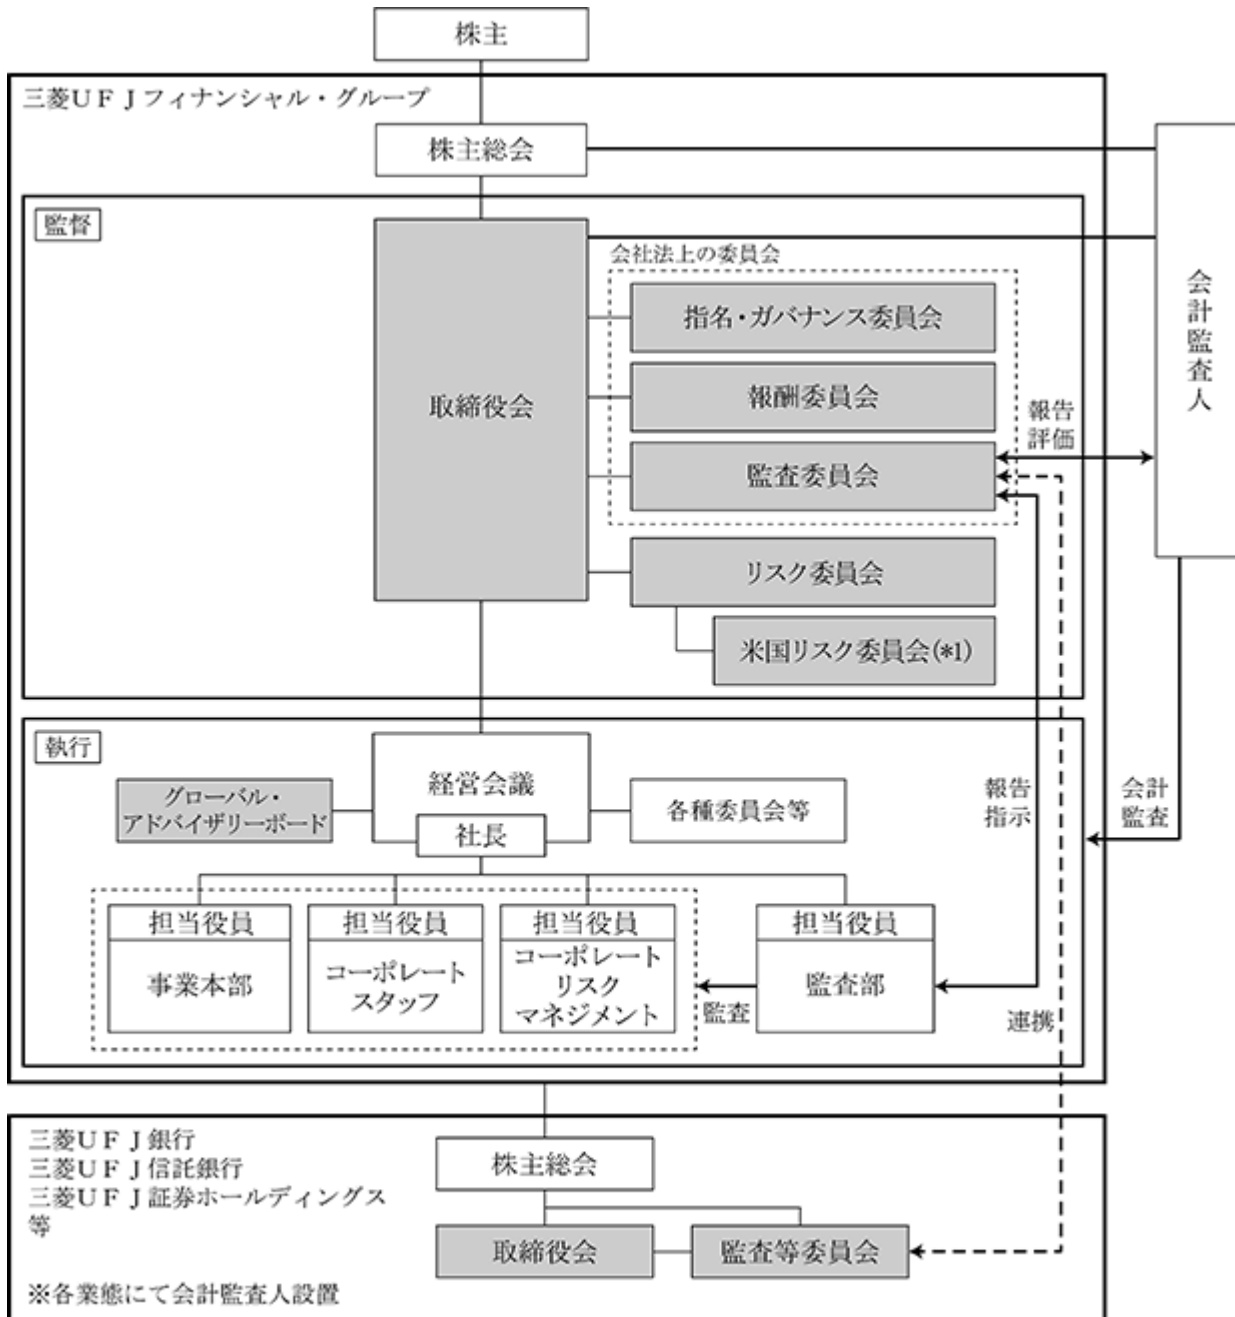 株主
三菱ＵＦＪフィナンシャル・グループ
株主総会
監督
会社法上の委員会
指名・ガバナンス委員会
取締役会
報酬委員会
監査委員会
リスク委員会
米国リスク委員会(*1)
会計監査人
報告
評価
執行
経営会議
社長
グローバル・
アドバイザリーボード
各種委員会等
報告
指示
会計
監査
担当役員
事業本部
担当役員
コーポレート
スタッフ
担当役員
コーポレート
リスク
マネジメント
監査
担当役員
監査部
連携
三菱ＵＦＪ銀行
三菱ＵＦＪ信託銀行
三菱ＵＦＪ証券ホールディングス
等
株主総会
取締役会
監査等委員会
※各業態にて会計監査人設置